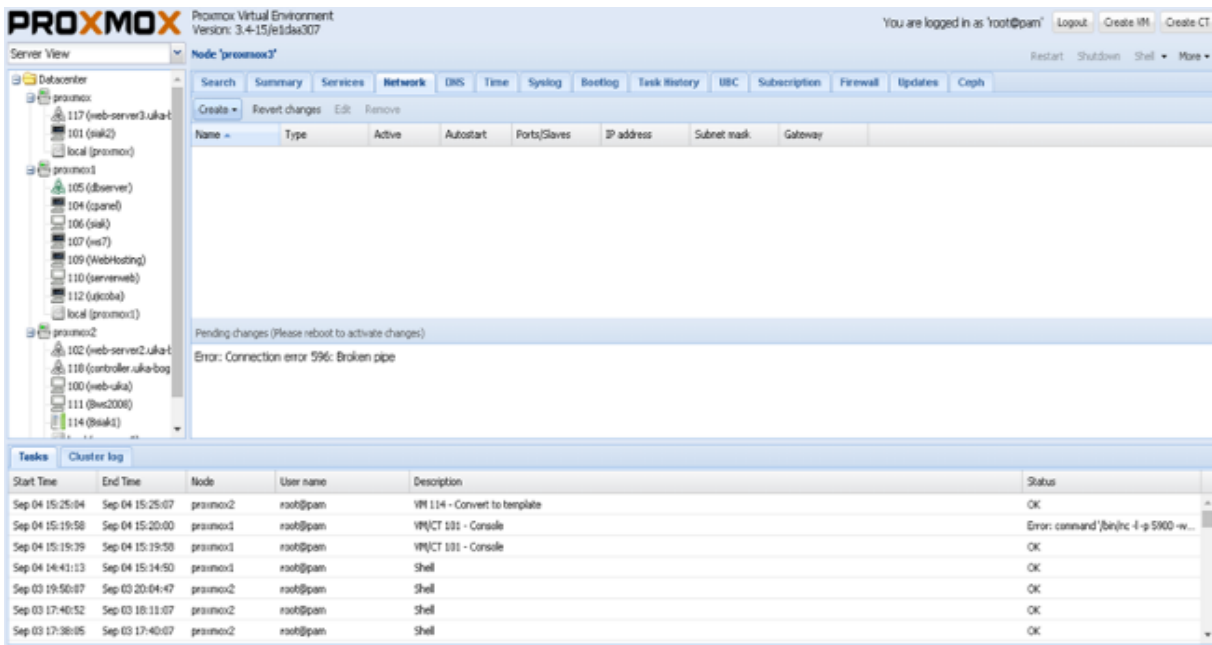 PROXMOX Proxmox Virtual Environment
Version: 3.4-15/e1daa307
You are logged in as 'root@pam' Logout Create VM Create CT
Server View
Node 'proxmox3'
Restart Shutdown Shell More
Search Summary Services Network DNS Time Syslog Bootlog Task History UBC Subscription Firewall Updates Ceph
Create Revert changes Edit Remove
Name Type Active Autostart Ports/Slaves IP address Subnet mask Gateway
Datacenter
proxmox
117 (web-server3.uika-b
101 (siak2)
local (proxmox)
proxmox1
105 (dbserver)
104 (cpanel)
106 (siak)
107 (ws7)
109 (WebHosting)
110 (serverweb)
112 (ujicoba)
local (proxmox1)
proxmox2
102 (web-server2.uika-b
118 (controller.uika-bog
100 (web-uika)
111 (Bws2008)
114 (Bsiak1)
Pending changes (Please reboot to activate changes)
Error: Connection error 596: Broken pipe
Tasks Cluster log
Start Time End Time Node User name Description Status
Sep 04 15:25:04 Sep 04 15:25:07 proxmox2 root@pam VM 114 - Convert to template OK
Sep 04 15:19:58 Sep 04 15:20:00 proxmox1 root@pam VM/CT 101 - Console Error: command '/bin/nc -l -p 5900 -w...
Sep 04 15:19:39 Sep 04 15:19:58 proxmox1 root@pam VM/CT 101 - Console OK
Sep 04 14:41:13 Sep 04 15:14:50 proxmox1 root@pam Shell OK
Sep 03 19:50:07 Sep 03 20:04:47 proxmox2 root@pam Shell OK
Sep 03 17:40:52 Sep 03 18:11:07 proxmox2 root@pam Shell OK
Sep 03 17:38:05 Sep 03 17:40:07 proxmox2 root@pam Shell OK